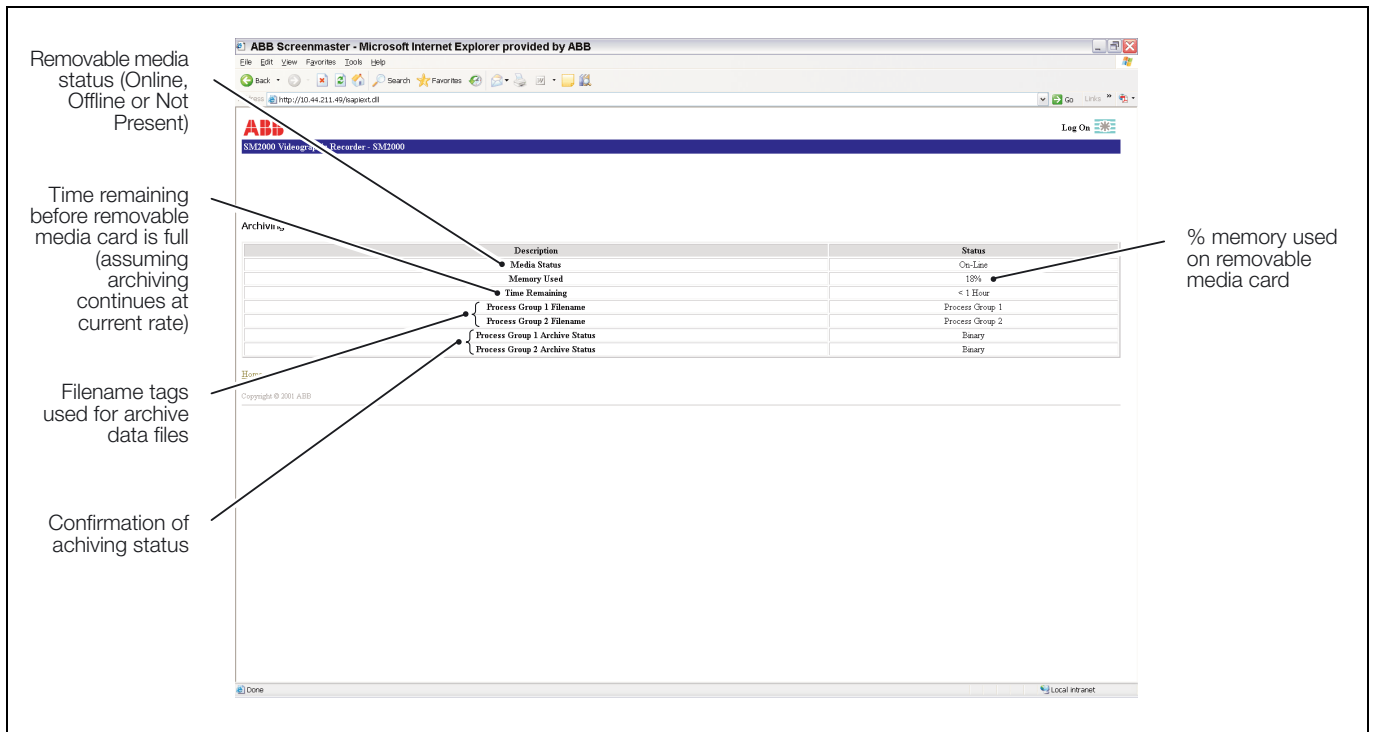 ABB Screenmaster - Microsoft Internet Explorer provided by ABB
File Edit View Favorites Tools Help
Back Search Favorites
http://10.44.211.49/isapiext.dll
Go Links »
ABB
Log On
SM2000 Videographic Recorder - SM2000
Archiving
Description Status
Media Status On-Line
Memory Used 18%
Time Remaining < 1 Hour
Process Group 1 Filename Process Group 1
Process Group 2 Filename Process Group 2
Process Group 1 Archive Status Binary
Process Group 2 Archive Status Binary
Home
Copyright © 2001 ABB
Done
Local intranet
Removable media
status (Online,
Offline or Not
Present)
Time remaining
before removable
media card is full
(assuming
archiving
continues at
current rate)
Filename tags
used for archive
data files
Confirmation of
achiving status
% memory used
on removable
media card